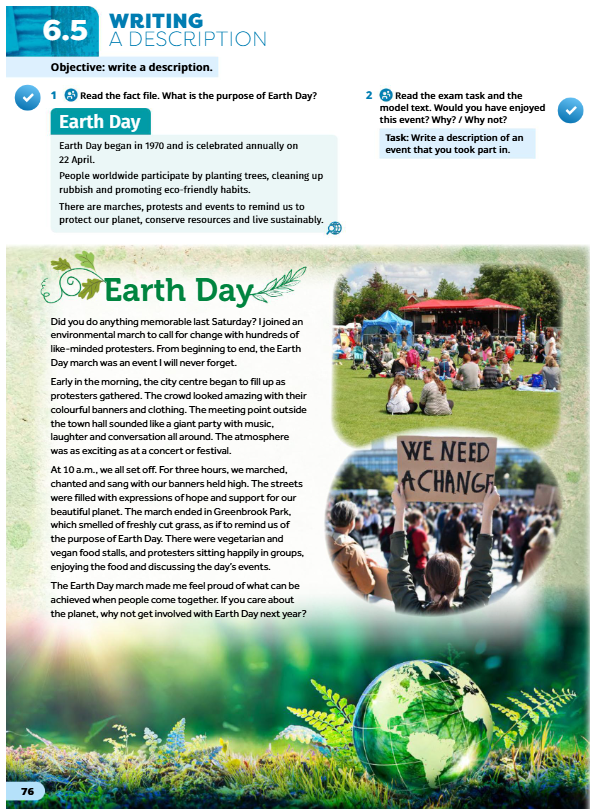 6.5
WRITING
A DESCRIPTION
Objective: write a description.
1 Read the fact file. What is the purpose of Earth Day?
Earth Day
Earth Day began in 1970 and is celebrated annually on
22 April.
People worldwide participate by planting trees, cleaning up
rubbish and promoting eco-friendly habits.
There are marches, protests and events to remind us to
protect our planet, conserve resources and live sustainably.
2 Read the exam task and the
model text. Would you have enjoyed
this event? Why? / Why not?
Task: Write a description of an
event that you took part in.
Earth Day
Did you do anything memorable last Saturday? I joined an
environmental march to call for change with hundreds of
like-minded protesters. From beginning to end, the Earth
Day march was an event I will never forget.
Early in the morning, the city centre began to fill up as
protesters gathered. The crowd looked amazing with their
colourful banners and clothing. The meeting point outside
the town hall sounded like a giant party with music,
laughter and conversation all around. The atmosphere
was as exciting as at a concert or festival.
At 10 a.m., we all set off. For three hours, we marched,
chanted and sang with our banners held high. The streets
were filled with expressions of hope and support for our
beautiful planet. The march ended in Greenbrook Park,
which smelled of freshly cut grass, as if to remind us of
the purpose of Earth Day. There were vegetarian and
vegan food stalls, and protesters sitting happily in groups,
enjoying the food and discussing the day's events.
The Earth Day march made me feel proud of what can be
achieved when people come together. If you care about
the planet, why not get involved with Earth Day next year?
WE NEED
A CHANGE
76